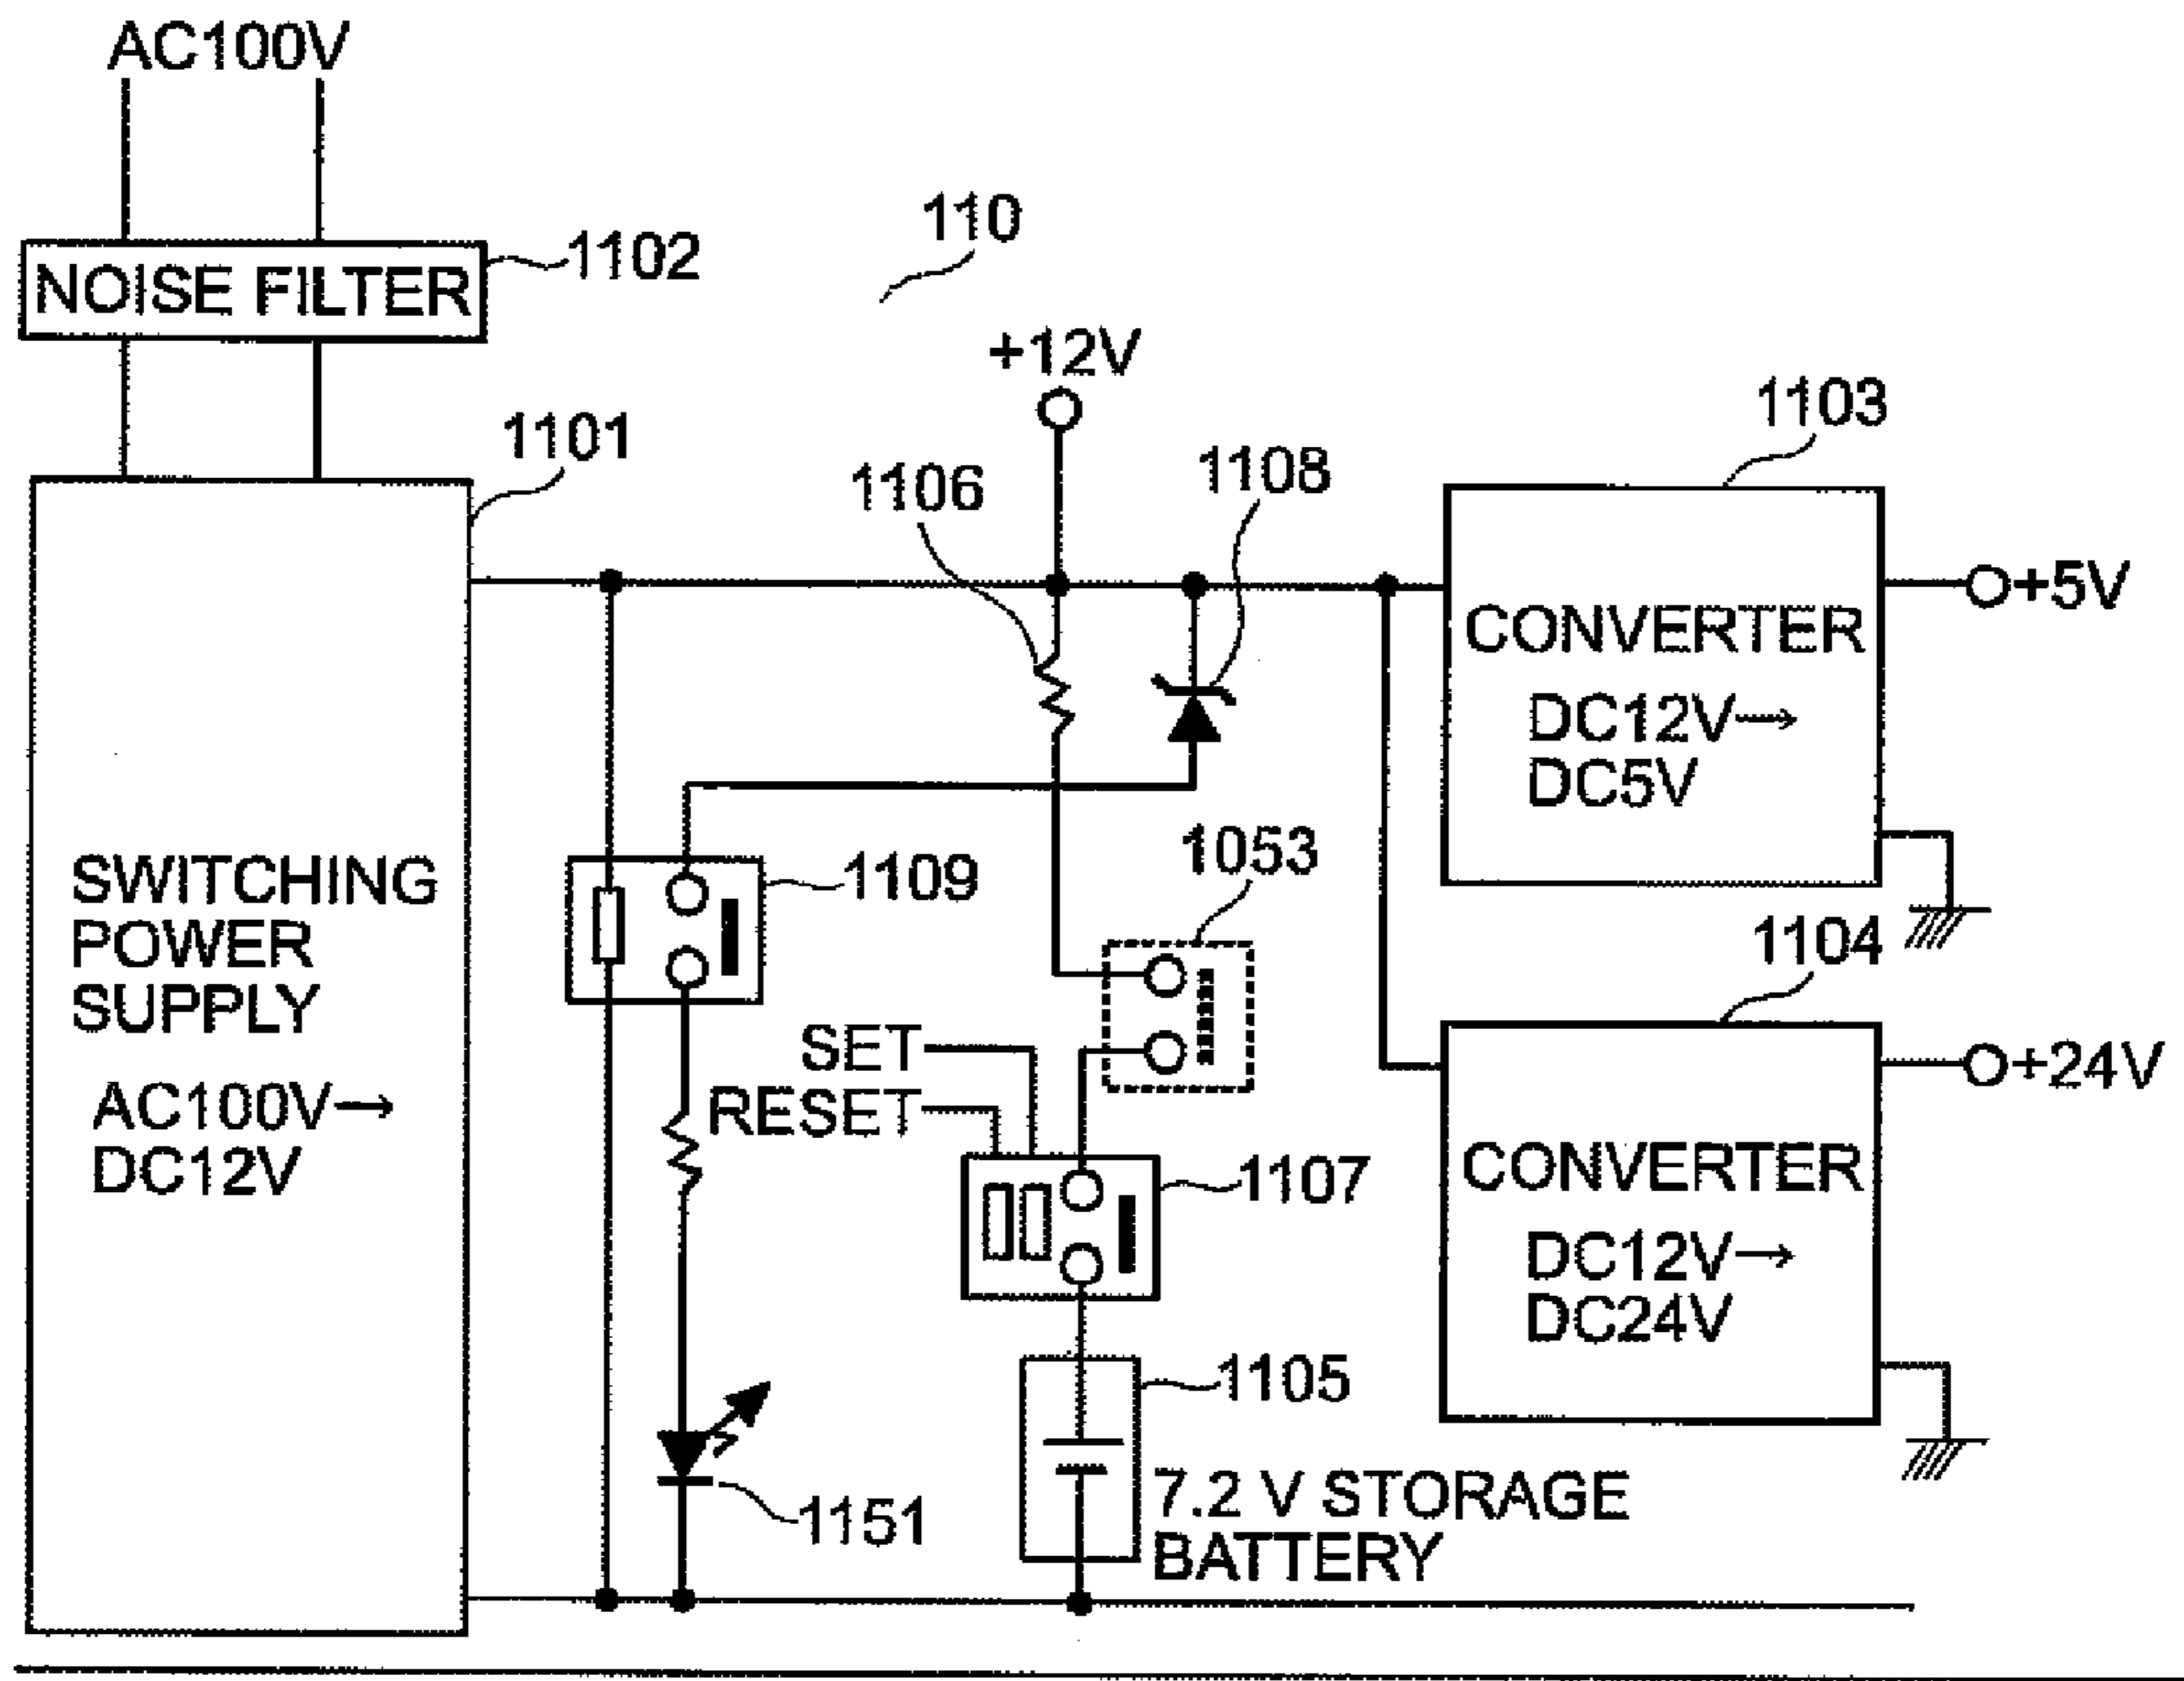 AC100V
110
1102
NOISE FILTER
+12V
1103
1101
1106
1108
+5V
CONVERTER
DC12V→
DC5V
1053
1109
SWITCHING
POWER
SUPPLY
AC100V→
DC12V
1104
SET
RESET
+24V
CONVERTER
DC12V→
DC24V
1107
1105
7.2 V STORAGE
BATTERY
1151